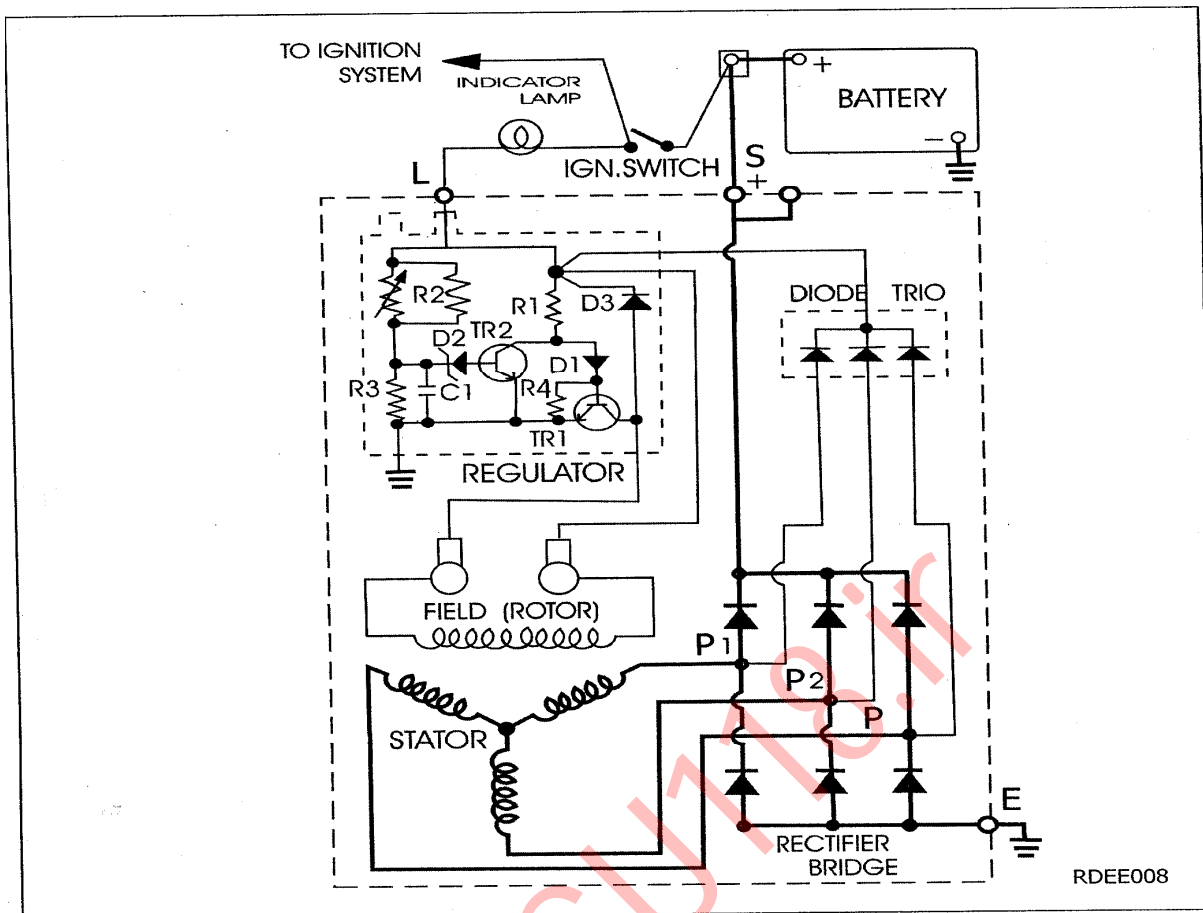 TO IGNITION
SYSTEM
INDICATOR
LAMP
+
BATTERY
−
IGN.SWITCH
L
S
+
R2
R1
D3
DIODE TRIO
D2
TR2
D1
R3
C1
R4
TR1
REGULATOR
FIELD (ROTOR)
P1
P2
P
STATOR
E
RECTIFIER
BRIDGE
RDEE008